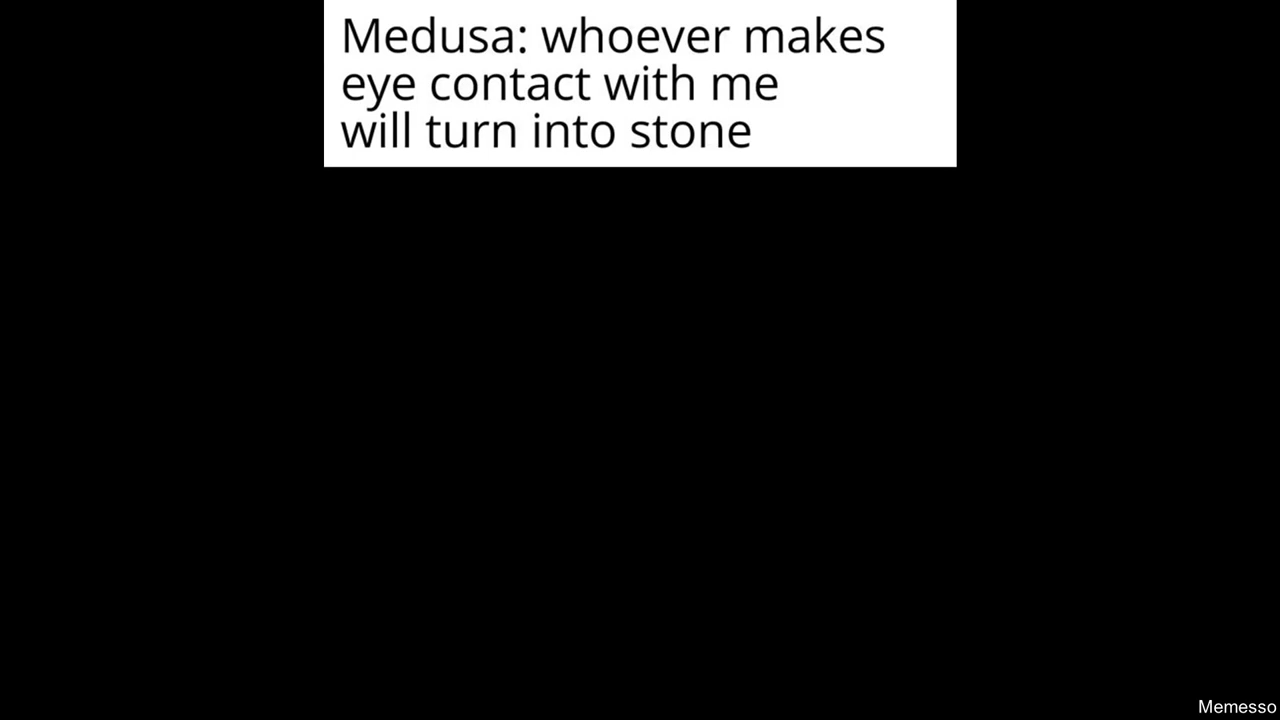 Medusa: whoever makes
eye contact with me
will turn into stone
Memesso